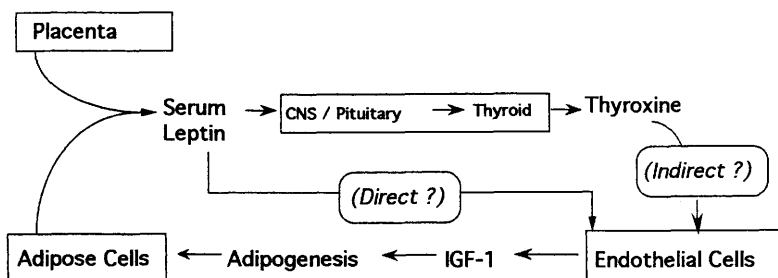 Placenta
Serum
Leptin
CNS / Pituitary
Thyroid
Thyroxine
(Indirect ?)
(Direct ?)
Adipose Cells
Adipogenesis
IGF-1
Endothelial Cells